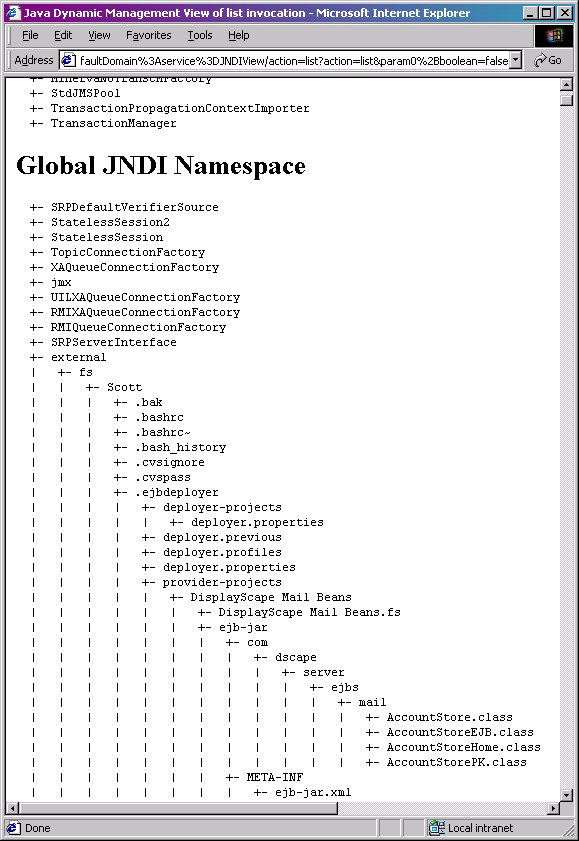 Java Dynamic Management View of list invocation - Microsoft Internet Explorer
File Edit View Favorites Tools Help
Address faultDomain%3Aservice%3DJNDIView/action=list?action=list&param0%2Bboolean=false Go
+- MinervaNoTransCMFactory
+- StdJMSPool
+- TransactionPropagationContextImporter
+- TransactionManager
Global JNDI Namespace
+- SRPDefaultVerifierSource
+- StatelessSession2
+- StatelessSession
+- TopicConnectionFactory
+- XAQueueConnectionFactory
+- jmx
+- UILXAQueueConnectionFactory
+- RMIXAQueueConnectionFactory
+- RMIQueueConnectionFactory
+- SRPServerInterface
+- external
| +- fs
| | +- Scott
| | | +- .bak
| | | +- .bashrc
| | | +- .bashrc~
| | | +- .bash_history
| | | +- .cvsignore
| | | +- .cvspass
| | | +- .ejbdeployer
| | | | +- deployer-projects
| | | | | +- deployer.properties
| | | | +- deployer.previous
| | | | +- deployer.profiles
| | | | +- deployer.properties
| | | | +- provider-projects
| | | | | +- DisplayScape Mail Beans
| | | | | | +- DisplayScape Mail Beans.fs
| | | | | | +- ejb-jar
| | | | | | | +- com
| | | | | | | | +- dscape
| | | | | | | | | +- server
| | | | | | | | | | +- ejbs
| | | | | | | | | | | +- mail
| | | | | | | | | | | | +- AccountStore.class
| | | | | | | | | | | | +- AccountStoreEJB.class
| | | | | | | | | | | | +- AccountStoreHome.class
| | | | | | | | | | | | +- AccountStorePK.class
| | | | | | | +- META-INF
| | | | | | | | +- ejb-jar.xml
Done Local intranet